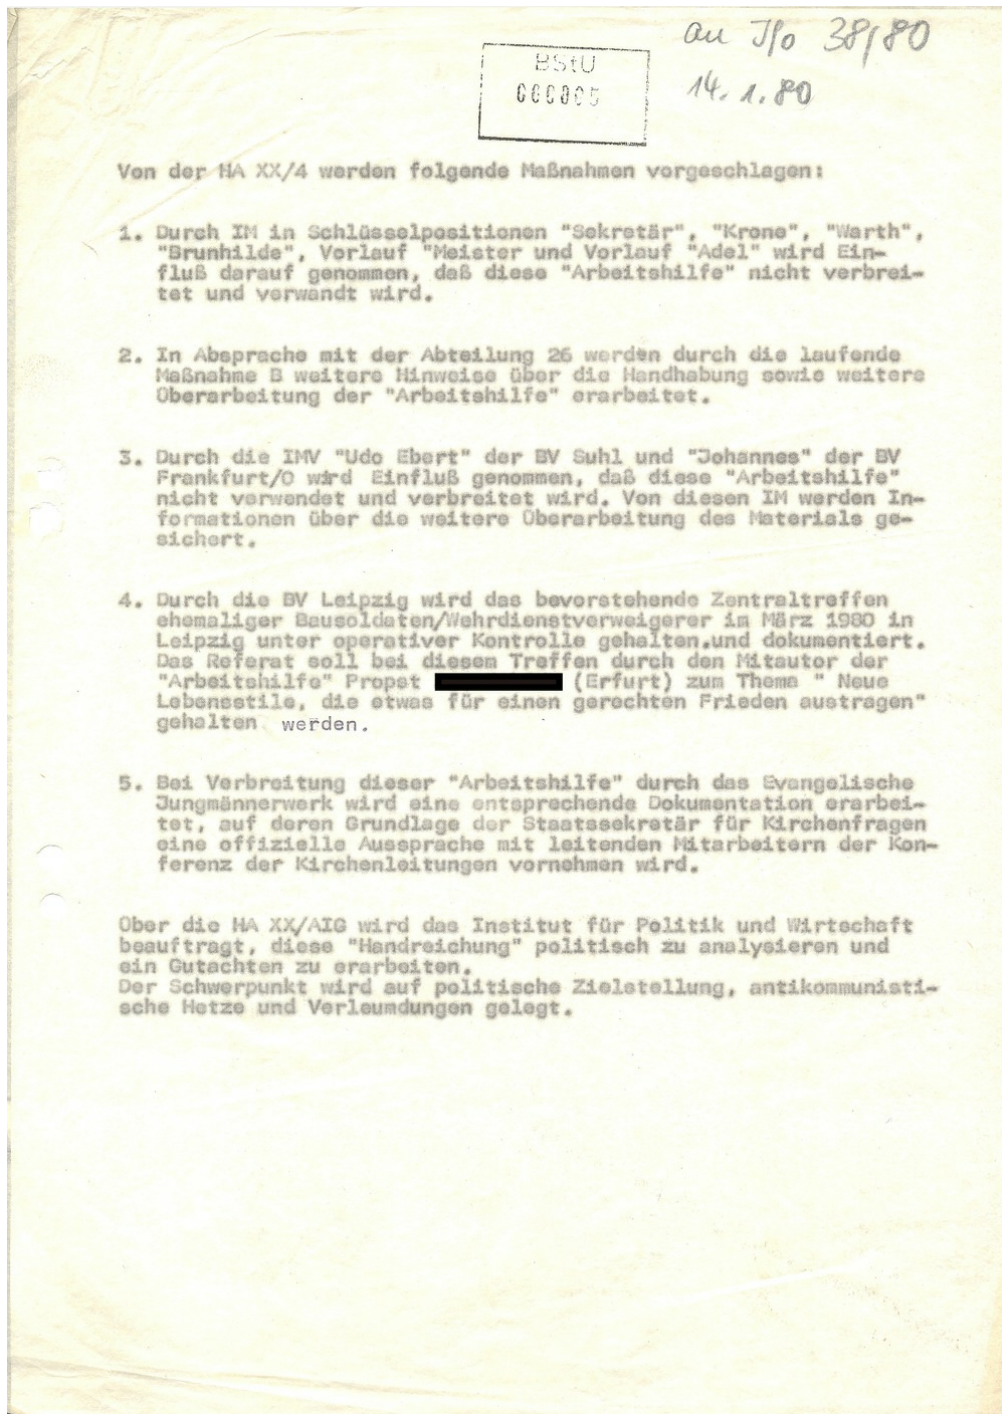 an Jfo 38/80
BStU
000005
14.1.80
Von der HA XX/4 werden folgende Maßnahmen vorgeschlagen:
1. Durch IM in Schlüsselpositionen "Sekretär", "Krone", "Warth",
"Brunhilde", Vorlauf "Meister und Vorlauf "Adel" wird Ein-
fluß darauf genommen, daß diese "Arbeitshilfe" nicht verbrei-
tet und verwandt wird.
2. In Absprache mit der Abteilung 26 werden durch die laufende
Maßnahme B weitere Hinweise über die Handhabung sowie weitere
Oberarbeitung der "Arbeitshilfe" erarbeitet.
3. Durch die IMV "Udo Ebert" der BV Suhl und "Johannes" der BV
Frankfurt/O wird Einfluß genommen, daß diese "Arbeitshilfe"
nicht verwendet und verbreitet wird. Von diesen IM werden In-
formationen über die weitere Oberarbeitung des Materials ge-
sichert.
4. Durch die BV Leipzig wird das bevorstehende Zentraltreffen
ehemaliger Bausoldaten/Wehrdienstverweigerer im März 1980 in
Leipzig unter operativer Kontrolle gehalten.und dokumentiert.
Das Referat soll bei diesem Treffen durch den Mitautor der
"Arbeitshilfe" Propst (Erfurt) zum Thema " Neue
Lebensstile, die etwas für einen gerechten Frieden austragen"
gehalten werden.
5. Bei Verbreitung dieser "Arbeitshilfe" durch das Evangelische
Jungmännerwerk wird eine entsprechende Dokumentation erarbei-
tet, auf deren Grundlage der Staatssekretär für Kirchenfragen
eine offizielle Aussprache mit leitenden Mitarbeitern der Kon-
ferenz der Kirchenleitungen vornehmen wird.
Ober die HA XX/AIG wird das Institut für Politik und Wirtschaft
beauftragt, diese "Handreichung" politisch zu analysieren und
ein Gutachten zu erarbeiten.
Der Schwerpunkt wird auf politische Zielstellung, antikommunisti-
sche Hetze und Verleumdungen gelegt.